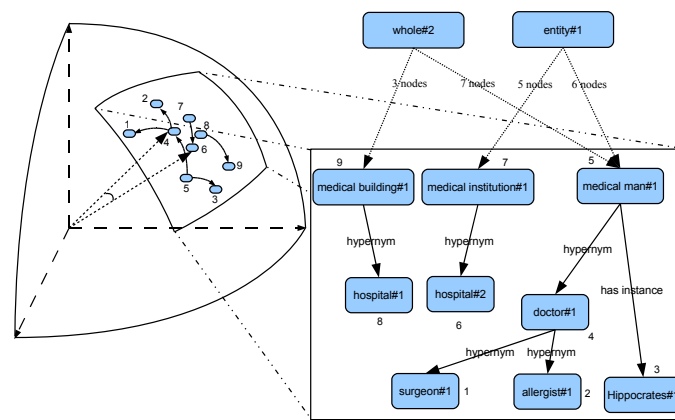 whole#2
entity#1
3 nodes
7 nodes
5 nodes
6 nodes
2
7
8
1
4
6
9
5
3
9
7
5
medical building#1
medical institution#1
medical man#1
hypernym
hypernym
hypernym
has instance
hospital#1
hospital#2
doctor#1
8
6
4
hypernym
hypernym
3
surgeon#1
1
allergist#1
2
Hippocrates#1